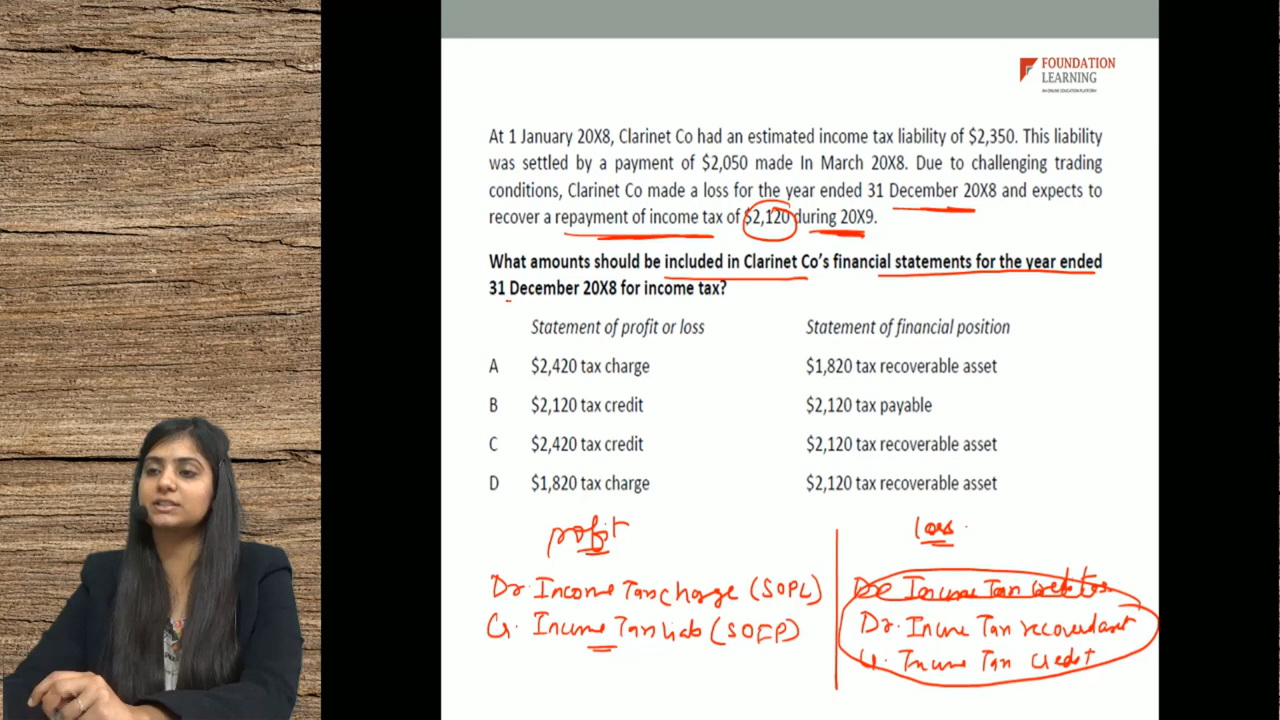 FOUNDATION
LEARNING
AN ONLINE EDUCATION PLATFORM
At 1 January 20X8, Clarinet Co had an estimated income tax liability of $2,350. This liability
was settled by a payment of $2,050 made In March 20X8. Due to challenging trading
conditions, Clarinet Co made a loss for the year ended 31 December 20X8 and expects to
recover a repayment of income tax of $2,120 during 20X9.
What amounts should be included in Clarinet Co's financial statements for the year ended
31 December 20X8 for income tax?
Statement of profit or loss Statement of financial position
A $2,420 tax charge $1,820 tax recoverable asset
B $2,120 tax credit $2,120 tax payable
C $2,420 tax credit $2,120 tax recoverable asset
D $1,820 tax charge $2,120 tax recoverable asset
profit loss
Dr. Income Tax charge (SOPL) Income Tax
Cr. Income Tax Liab (SOFP) Dr. Income Tax
Cr. Income Tax credit